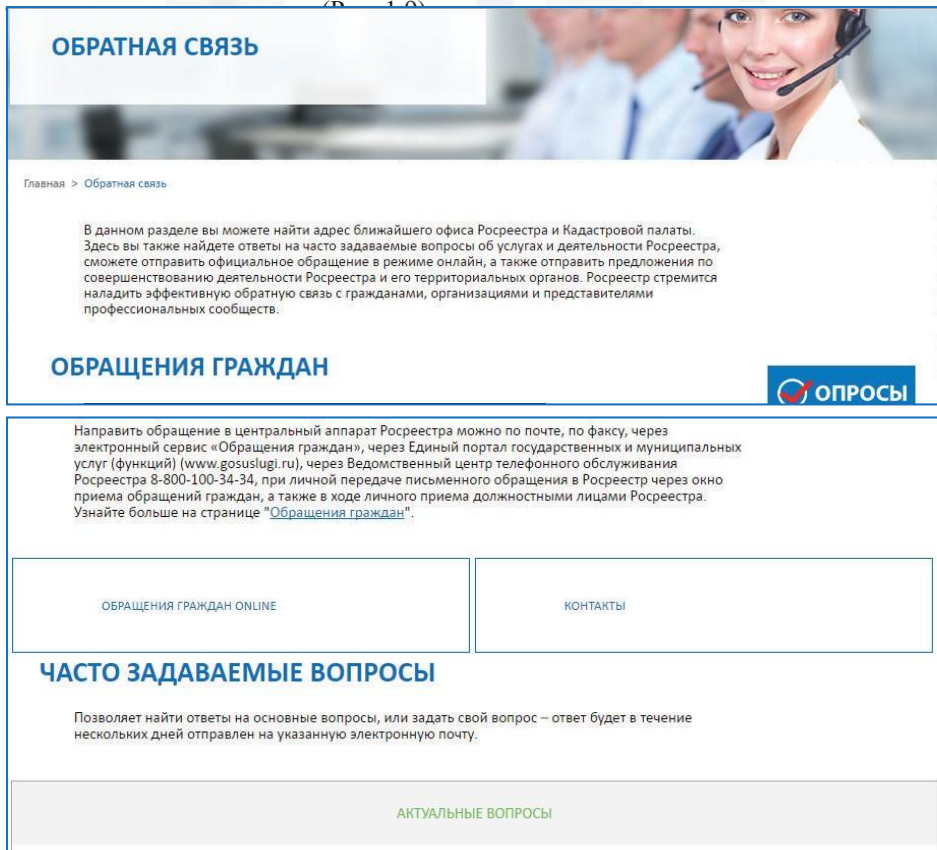 ОБРАТНАЯ СВЯЗЬ
Главная > Обратная связь
В данном разделе вы можете найти адрес ближайшего офиса Росреестра и Кадастровой палаты.
Здесь вы также найдете ответы на часто задаваемые вопросы об услугах и деятельности Росреестра,
сможете отправить официальное обращение в режиме онлайн, а также отправить предложения по
совершенствованию деятельности Росреестра и его территориальных органов. Росреестр стремится
наладить эффективную обратную связь с гражданами, организациями и представителями
профессиональных сообществ.
ОБРАЩЕНИЯ ГРАЖДАН
ОПРОСЫ
Направить обращение в центральный аппарат Росреестра можно по почте, по факсу, через
электронный сервис «Обращения граждан», через Единый портал государственных и муниципальных
услуг (функций) (www.gosuslugi.ru), через Ведомственный центр телефонного обслуживания
Росреестра 8-800-100-34-34, при личной передаче письменного обращения в Росреестр через окно
приема обращений граждан, а также в ходе личного приема должностными лицами Росреестра.
Узнайте больше на странице "Обращения граждан".
ОБРАЩЕНИЯ ГРАЖДАН ONLINE
КОНТАКТЫ
ЧАСТО ЗАДАВАЕМЫЕ ВОПРОСЫ
Позволяет найти ответы на основные вопросы, или задать свой вопрос – ответ будет в течение
нескольких дней отправлен на указанную электронную почту.
АКТУАЛЬНЫЕ ВОПРОСЫ